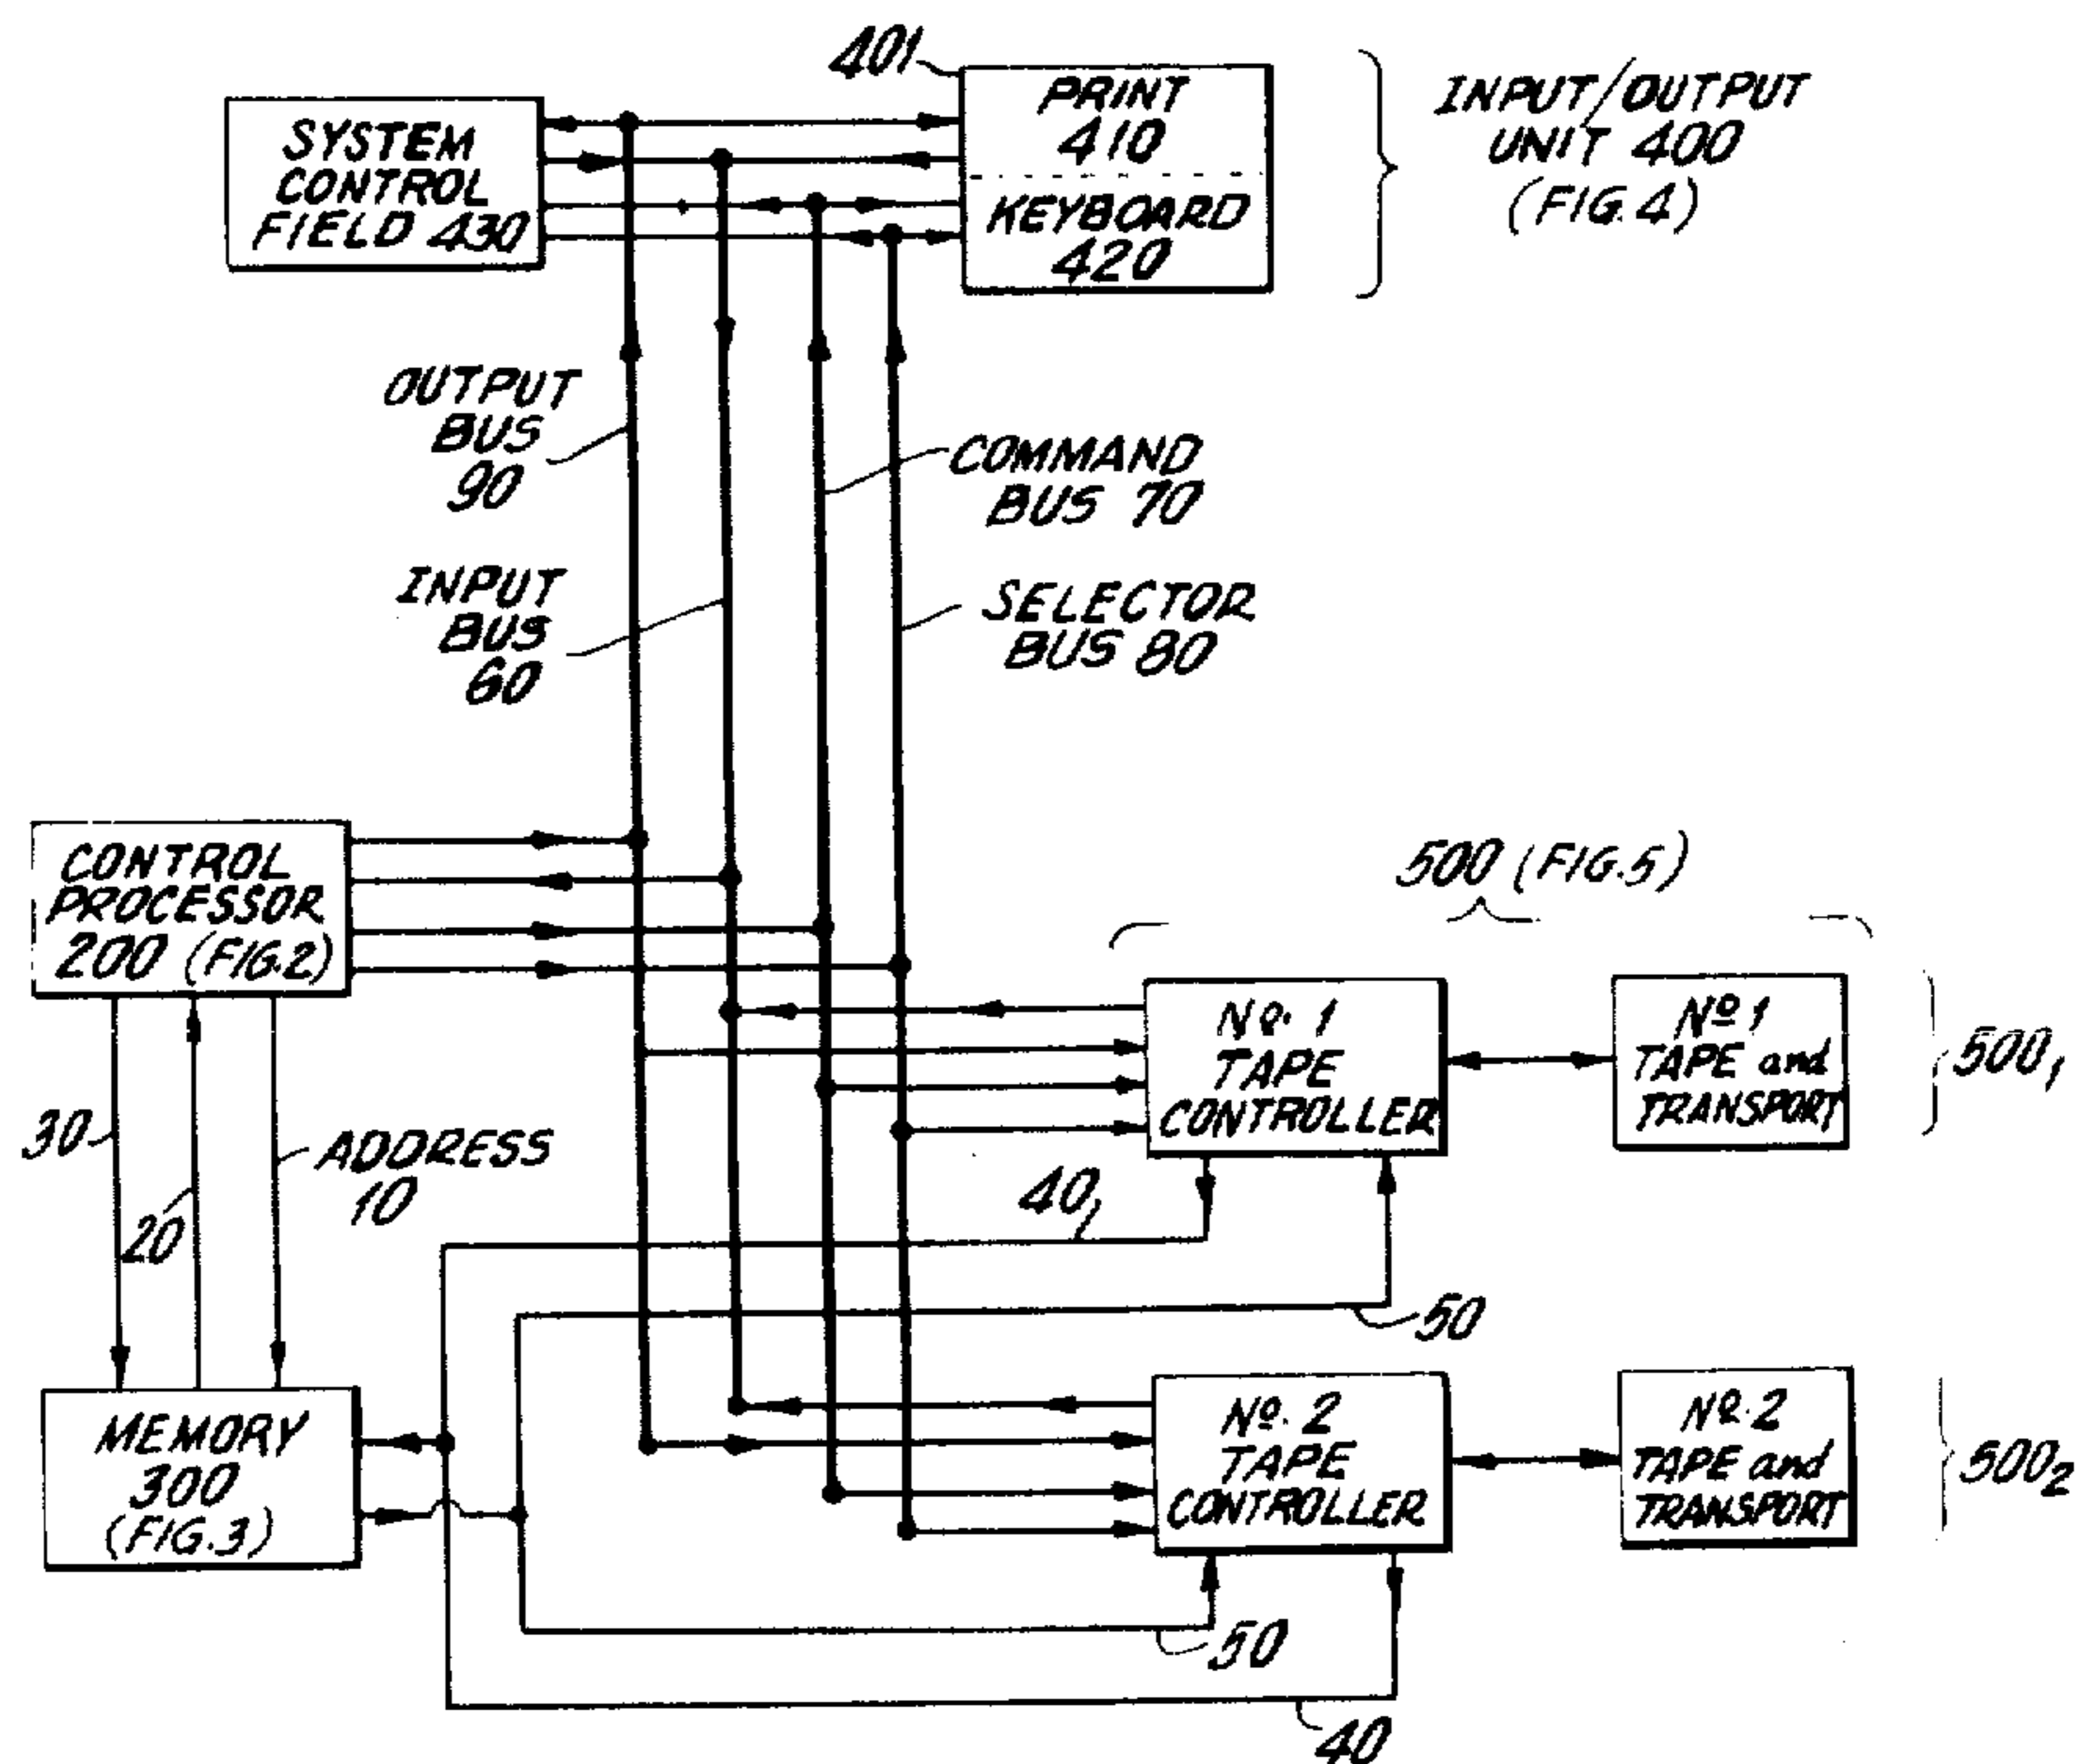 401
PRINT
410
KEYBOARD
420
INPUT/OUTPUT
UNIT 400
(FIG.4)
SYSTEM
CONTROL
FIELD 430
OUTPUT
BUS
90
COMMAND
BUS 70
INPUT
BUS
60
SELECTOR
BUS 80
CONTROL
PROCESSOR
200 (FIG.2)
500 (FIG.5)
No. 1
TAPE
CONTROLLER
No 1
TAPE and
TRANSPORT
500₁
30
20
ADDRESS
10
40
50
MEMORY
300
(FIG.3)
No. 2
TAPE
CONTROLLER
No. 2
TAPE and
TRANSPORT
500₂
50
40